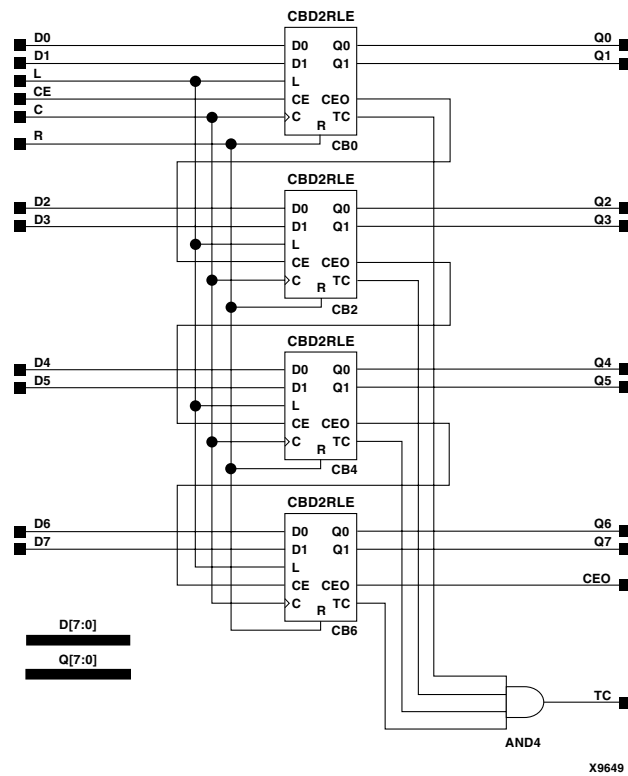 CBD2RLE
D0 D0 Q0 Q0
D1 D1 Q1 Q1
L L
CE CE CEO
C C TC
R R
CB0
CBD2RLE
D2 D0 Q0 Q2
D3 D1 Q1 Q3
L
CE CEO
C TC
R
CB2
CBD2RLE
D4 D0 Q0 Q4
D5 D1 Q1 Q5
L
CE CEO
C TC
R
CB4
CBD2RLE
D6 D0 Q0 Q6
D7 D1 Q1 Q7
L
CE CEO CEO
C TC
R
CB6
D[7:0]
Q[7:0]
TC
AND4
X9649